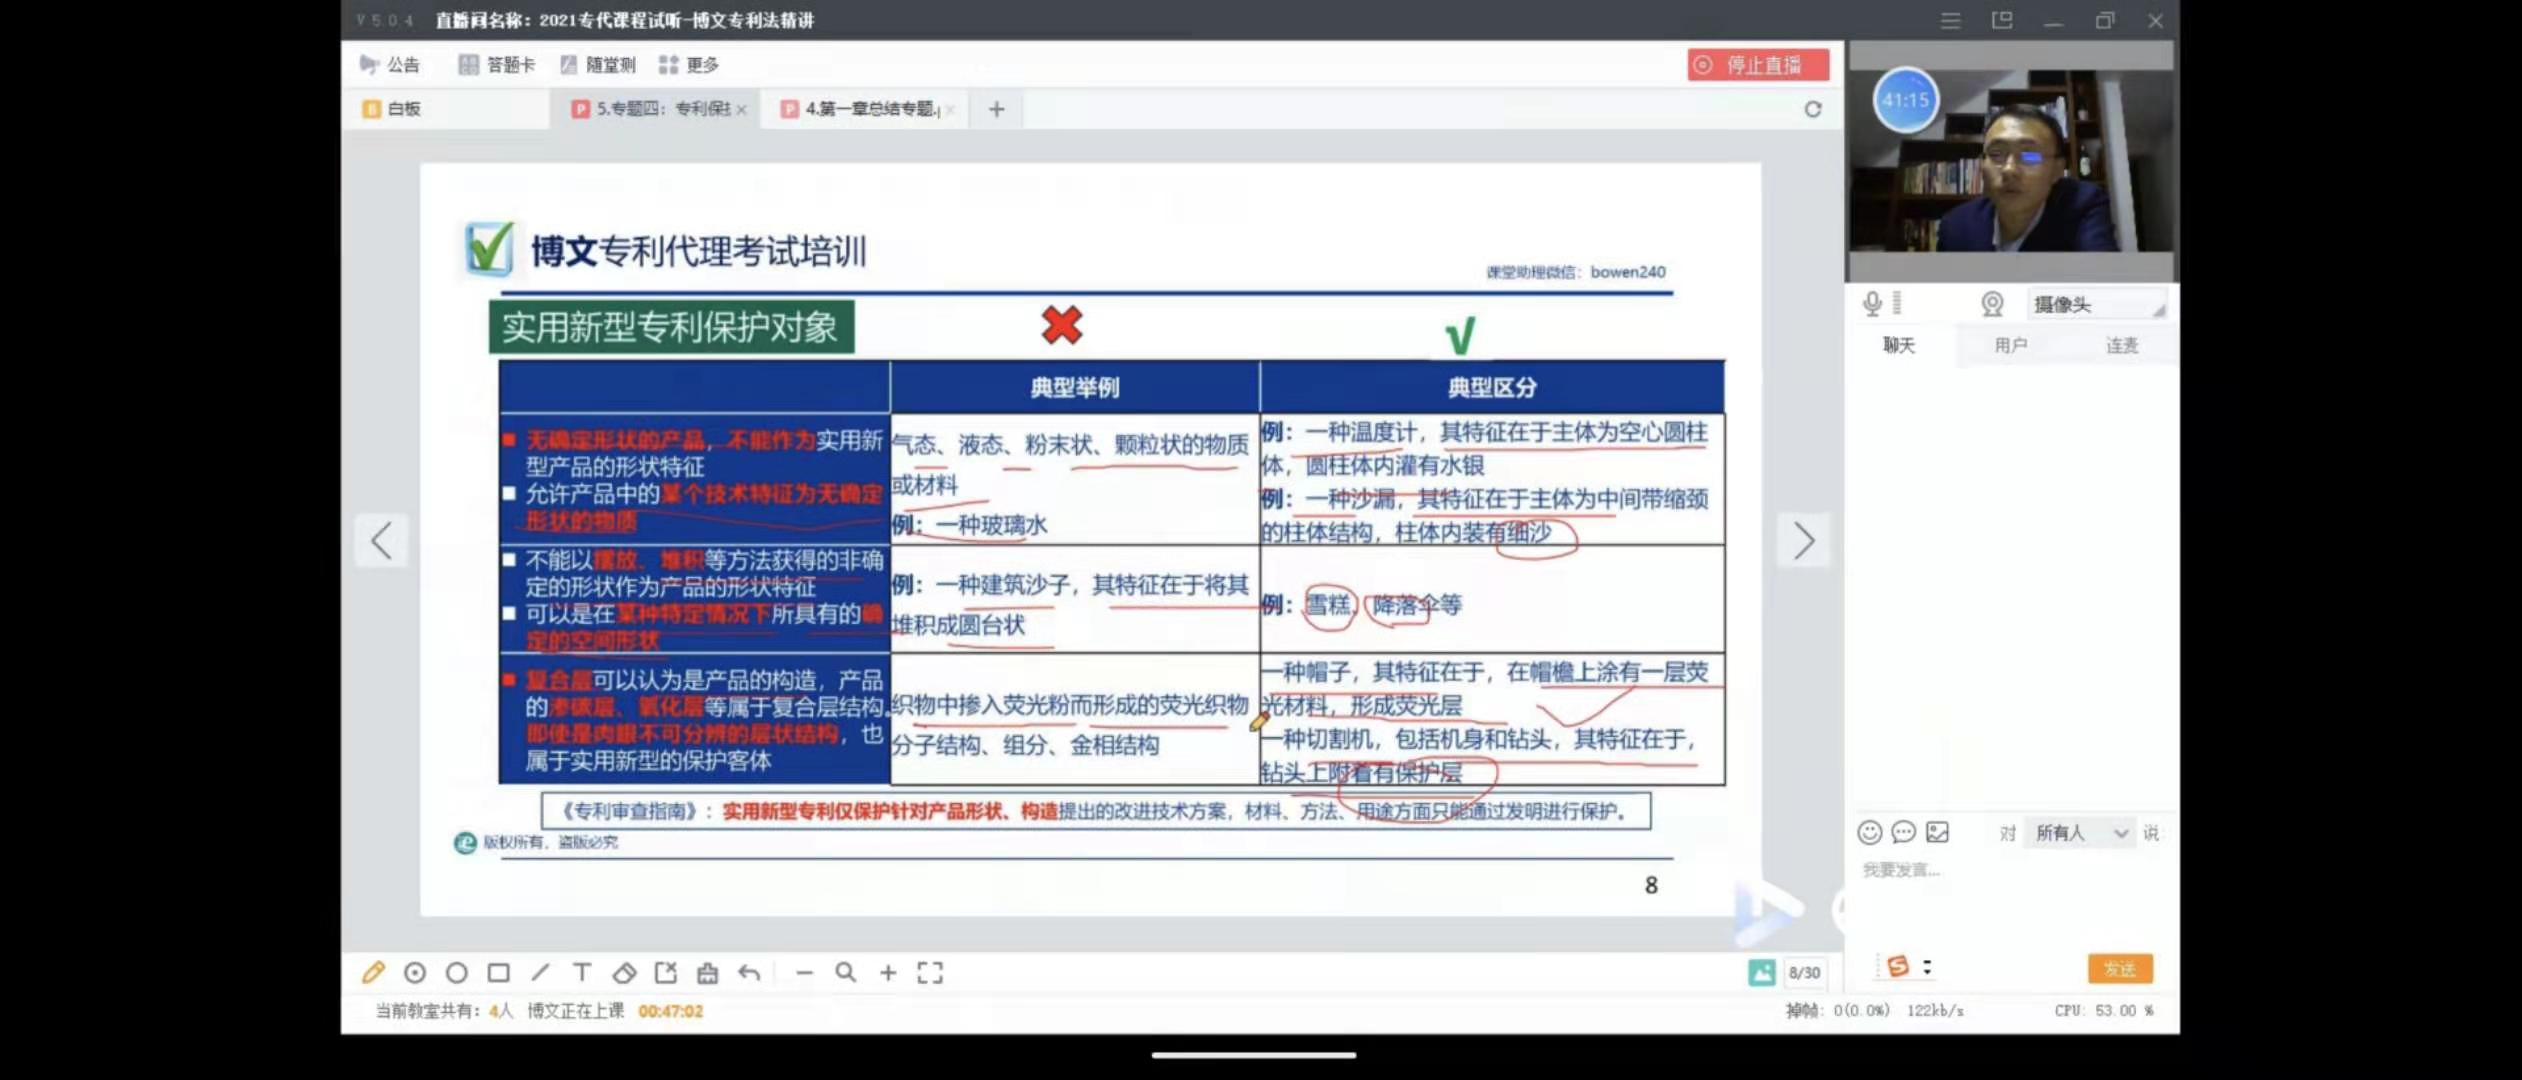 V 5.0.4 直播间名称：2021专代课程试听-博文专利法精讲
公告 答题卡 随堂测 更多 停止直播
白板 5.专题四：专利保 4.第一章总结专题.
41:15
博文专利代理考试培训
课堂助理微信：bowen240
实用新型专利保护对象
典型举例 典型区分
无确定形状的产品，不能作为实用新
型产品的形状特征
允许产品中的某个技术特征为无确定
形状的物质
气态、液态、粉末状、颗粒状的物质
或材料
例：一种玻璃水
例：一种温度计，其特征在于主体为空心圆柱
体，圆柱体内灌有水银
例：一种沙漏，其特征在于主体为中间带缩颈
的柱体结构，柱体内装有细沙
不能以摆放、堆积等方法获得的非确
定的形状作为产品的形状特征
可以是在某种特定情况下所具有的确
定的空间形状
例：一种建筑沙子，其特征在于将其
堆积成圆台状
例：雪糕、降落伞等
复合层可以认为是产品的构造，产品
的渗碳层、氧化层等属于复合层结构。
即使是肉眼不可分辨的层状结构，也
属于实用新型的保护客体
织物中掺入荧光粉而形成的荧光织物
分子结构、组分、金相结构
一种帽子，其特征在于，在帽檐上涂有一层荧
光材料，形成荧光层
一种切割机，包括机身和钻头，其特征在于，
钻头上附着有保护层
《专利审查指南》：实用新型专利仅保护针对产品形状、构造提出的改进技术方案，材料、方法、用途方面只能通过发明进行保护。
版权所有，盗版必究
8
摄像头
聊天 用户 连麦
对 所有人 说:
我要发言...
发送
8/30
当前教室共有：4人 博文正在上课 00:47:02
掉帧：0(0.0%) 122kb/s CPU: 53.00 %